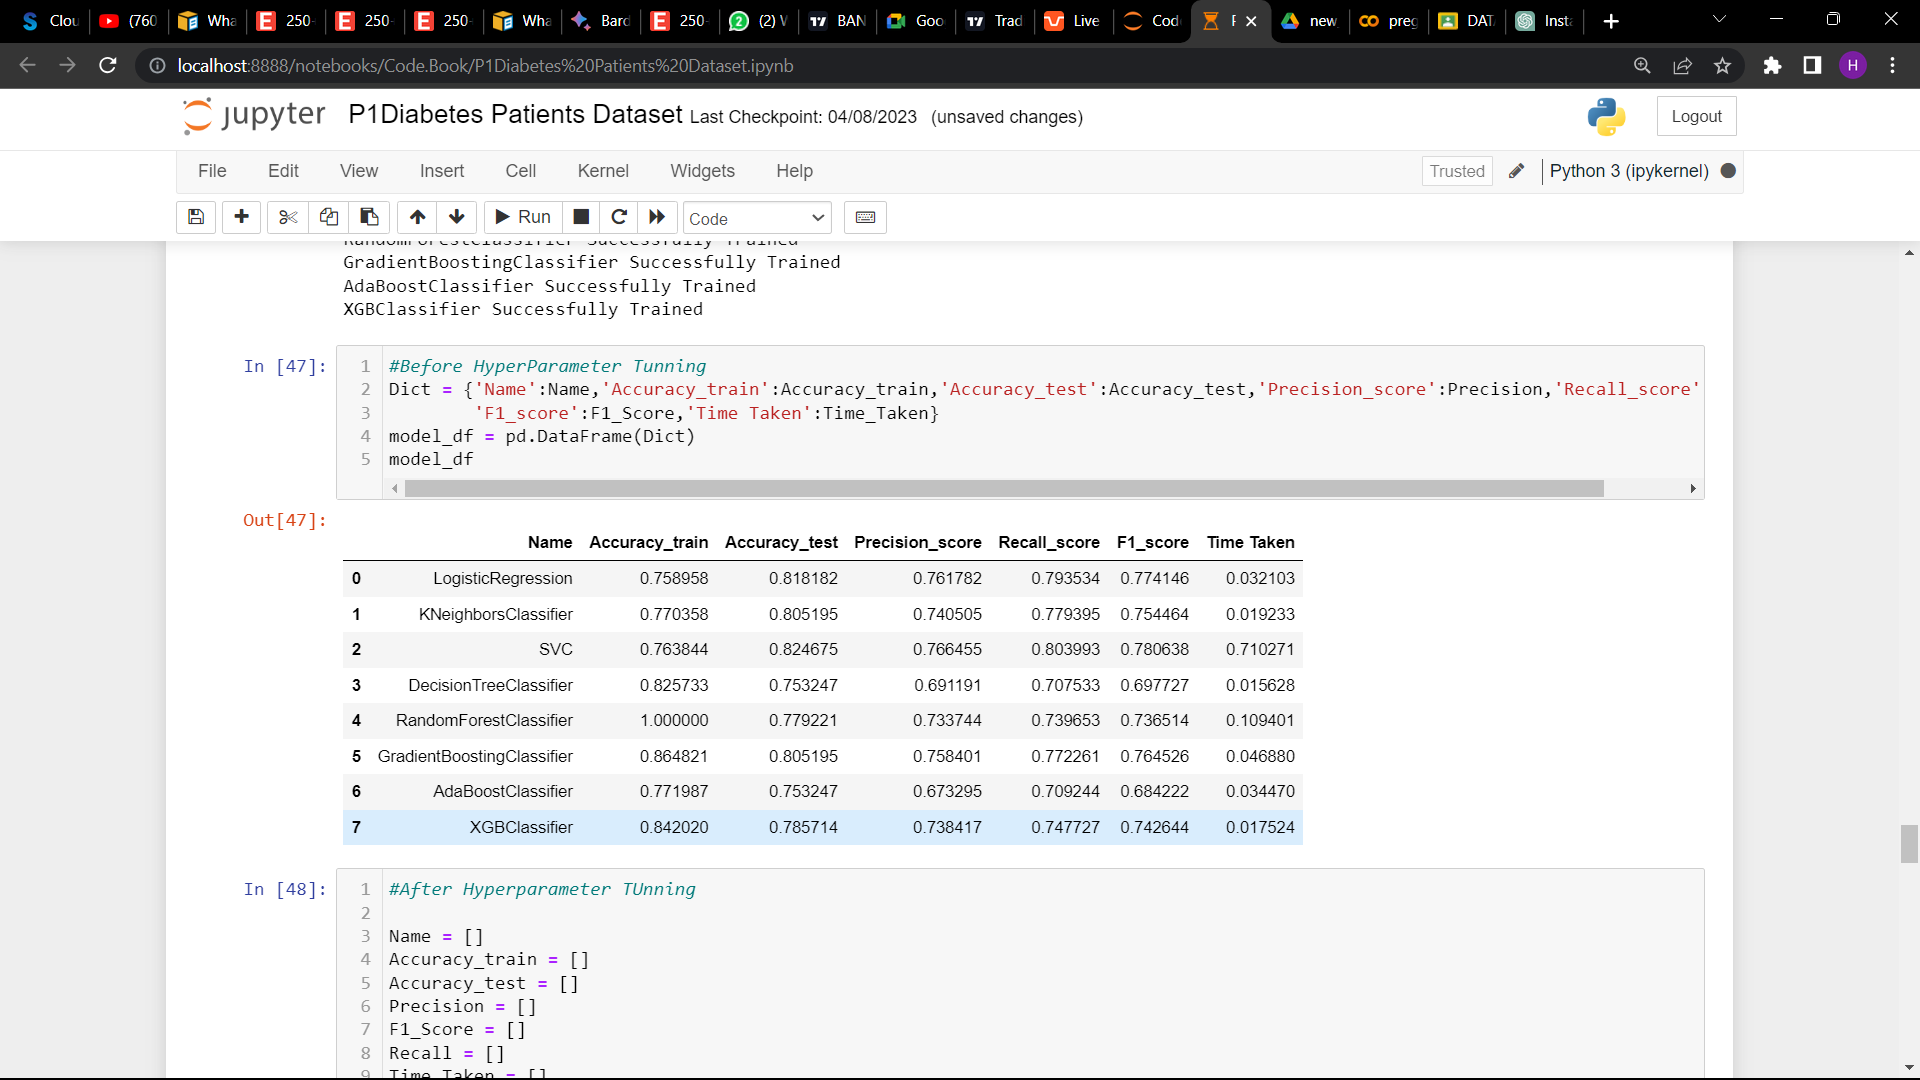 Clou (760 Wha 250- 250- 250- Wha Bard 250- (2) W BAN Goo Trad Live Cod new preg DAT Insta
localhost:8888/notebooks/Code.Book/P1Diabetes%20Patients%20Dataset.ipynb H
jupyter P1Diabetes Patients Dataset Last Checkpoint: 04/08/2023 (unsaved changes) Logout
File Edit View Insert Cell Kernel Widgets Help Trusted Python 3 (ipykernel)
Run Code
RandomForestClassifier Successfully Trained
GradientBoostingClassifier Successfully Trained
AdaBoostClassifier Successfully Trained
XGBClassifier Successfully Trained
In [47]: 1 #Before HyperParameter Tunning
2 Dict = {'Name':Name,'Accuracy_train':Accuracy_train,'Accuracy_test':Accuracy_test,'Precision_score':Precision,'Recall_score'
3 'F1_score':F1_Score,'Time Taken':Time_Taken}
4 model_df = pd.DataFrame(Dict)
5 model_df
Out[47]:
Name Accuracy_train Accuracy_test Precision_score Recall_score F1_score Time Taken
0 LogisticRegression 0.758958 0.818182 0.761782 0.793534 0.774146 0.032103
1 KNeighborsClassifier 0.770358 0.805195 0.740505 0.779395 0.754464 0.019233
2 SVC 0.763844 0.824675 0.766455 0.803993 0.780638 0.710271
3 DecisionTreeClassifier 0.825733 0.753247 0.691191 0.707533 0.697727 0.015628
4 RandomForestClassifier 1.000000 0.779221 0.733744 0.739653 0.736514 0.109401
5 GradientBoostingClassifier 0.864821 0.805195 0.758401 0.772261 0.764526 0.046880
6 AdaBoostClassifier 0.771987 0.753247 0.673295 0.709244 0.684222 0.034470
7 XGBClassifier 0.842020 0.785714 0.738417 0.747727 0.742644 0.017524
In [48]: 1 #After Hyperparameter TUnning
2
3 Name = []
4 Accuracy_train = []
5 Accuracy_test = []
6 Precision = []
7 F1_Score = []
8 Recall = []
9 Time_Taken = []